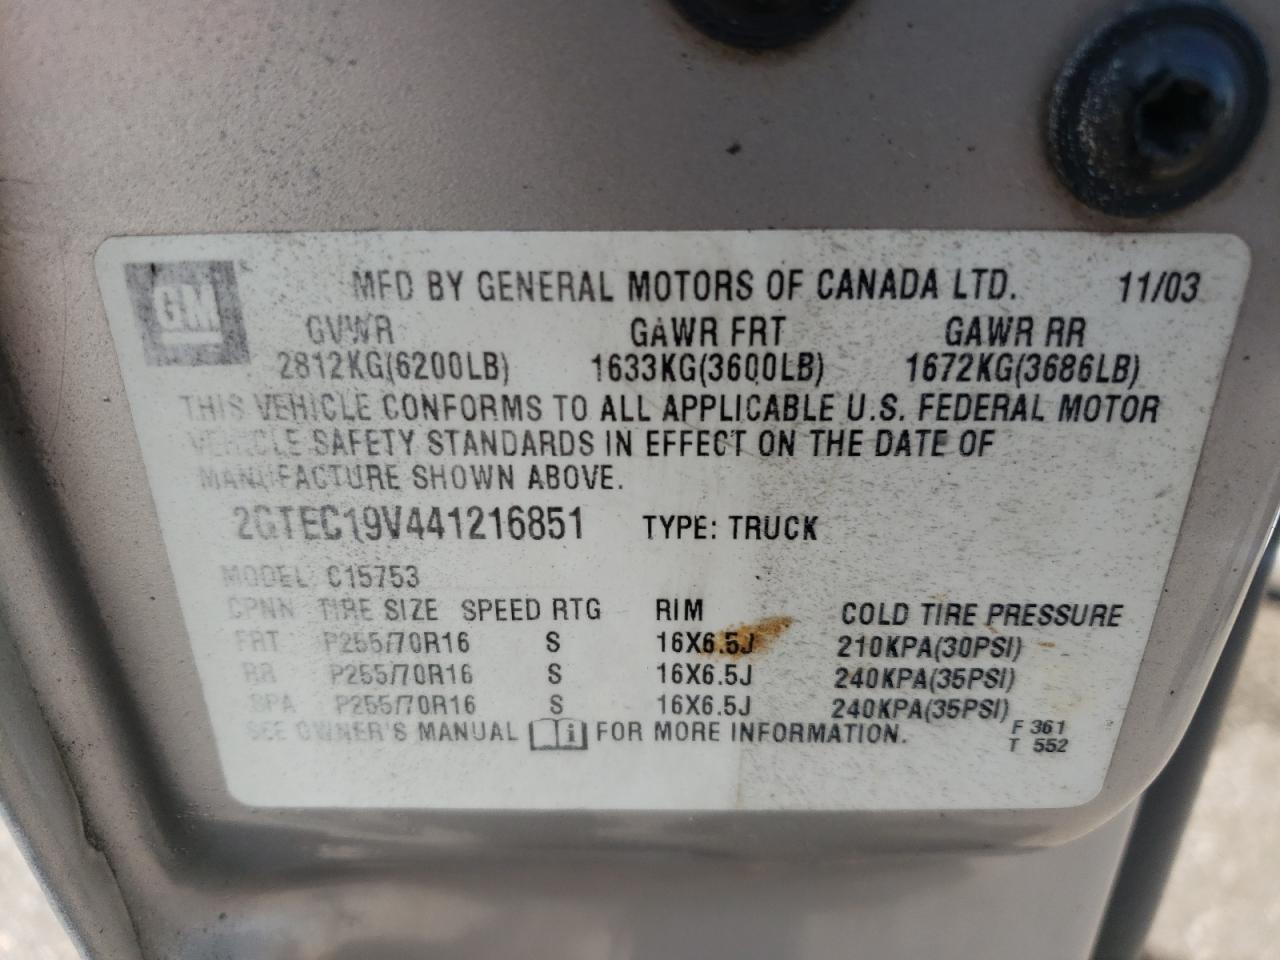 GM MFD BY GENERAL MOTORS OF CANADA LTD. 11/03
GVWR GAWR FRT GAWR RR
2812KG(6200LB) 1633KG(3600LB) 1672KG(3686LB)
THIS VEHICLE CONFORMS TO ALL APPLICABLE U.S. FEDERAL MOTOR
VEHICLE SAFETY STANDARDS IN EFFECT ON THE DATE OF
MANUFACTURE SHOWN ABOVE.
2GTEC19V441216851 TYPE: TRUCK
MODEL: C15753
CPNN TIRE SIZE SPEED RTG RIM COLD TIRE PRESSURE
FRT P255/70R16 S 16X6.5J 210KPA(30PSI)
RR P255/70R16 S 16X6.5J 240KPA(35PSI)
SPA P255/70R16 S 16X6.5J 240KPA(35PSI)
SEE OWNER'S MANUAL i FOR MORE INFORMATION. F 361
T 552